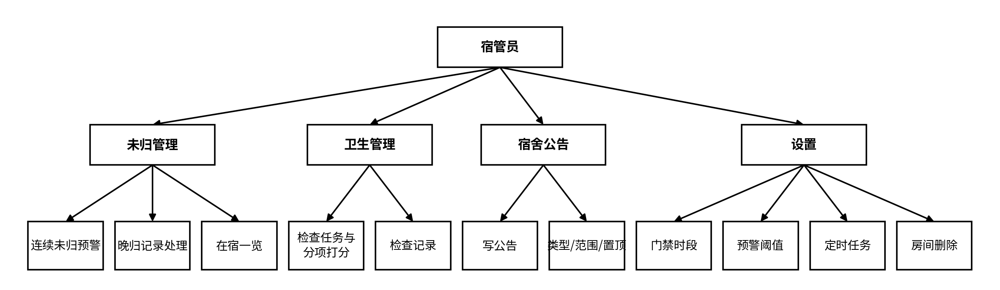 宿管员
未归管理
卫生管理
宿舍公告
设置
连续未归预警
晚归记录处理
在宿一览
检查任务与
分项打分
检查记录
写公告
类型/范围/置顶
门禁时段
预警阈值
定时任务
房间删除